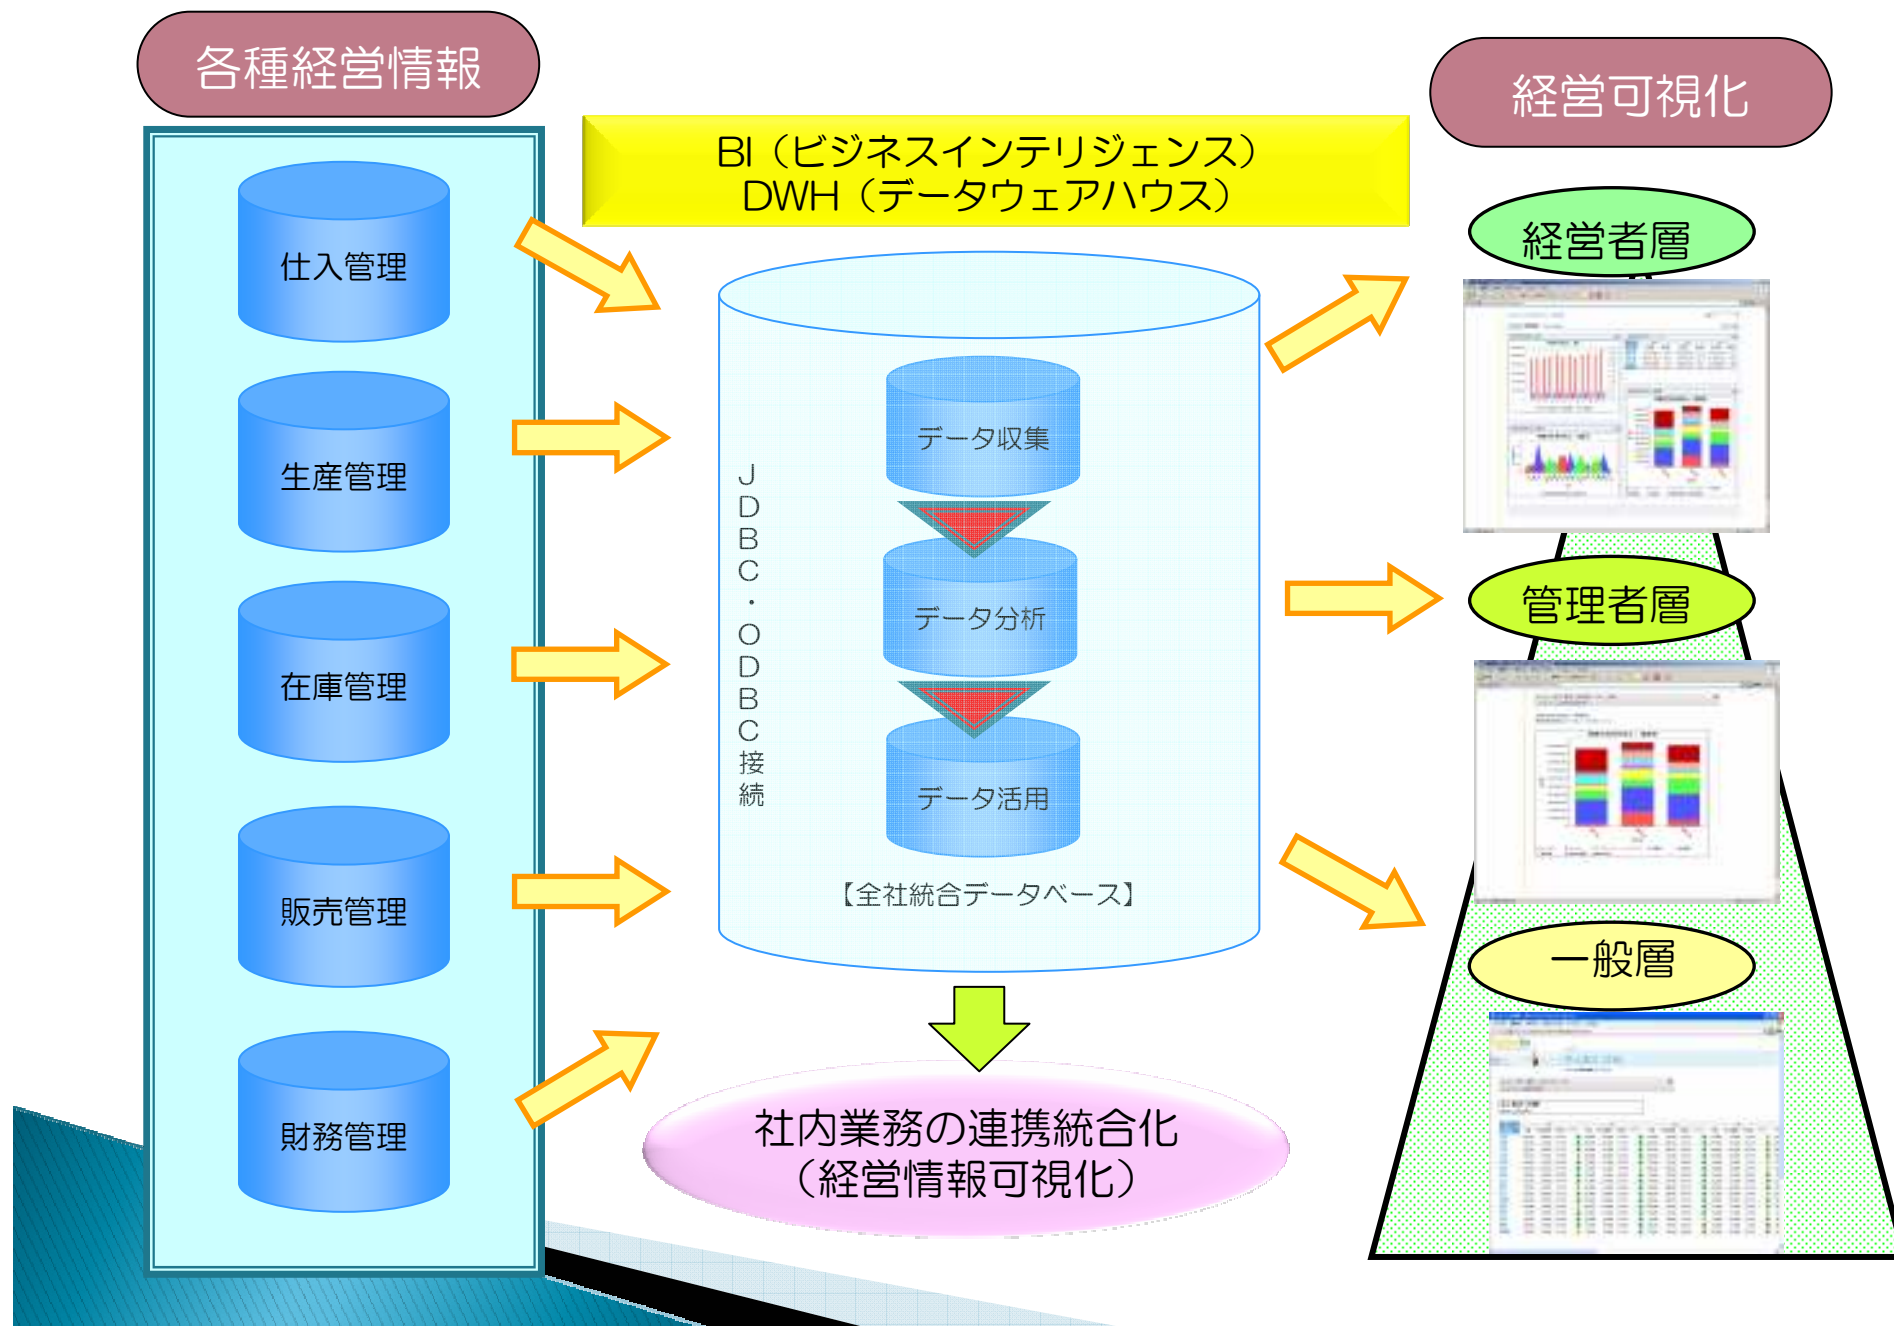 各種経営情報
仕入管理
生産管理
在庫管理
販売管理
財務管理
BI（ビジネスインテリジェンス）
DWH（データウェアハウス）
JDBC・ODBC接続
データ収集
データ分析
データ活用
【全社統合データベース】
社内業務の連携統合化
（経営情報可視化）
経営可視化
経営者層
管理者層
一般層